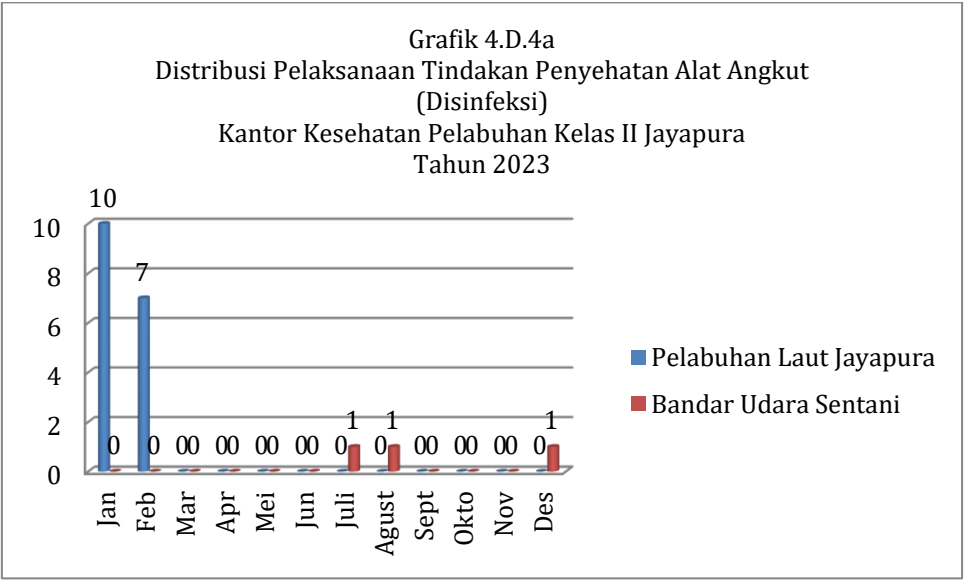 Grafik 4.D.4a
Distribusi Pelaksanaan Tindakan Penyehatan Alat Angkut
(Disinfeksi)
Kantor Kesehatan Pelabuhan Kelas II Jayapura
Tahun 2023
10
10
8
7
6
4
2
1 1 1
0 0 00 00 00 00 0 0 00 00 00 0
0
Jan Feb Mar Apr Mei Jun Juli Agust Sept Okto Nov Des
Pelabuhan Laut Jayapura
Bandar Udara Sentani